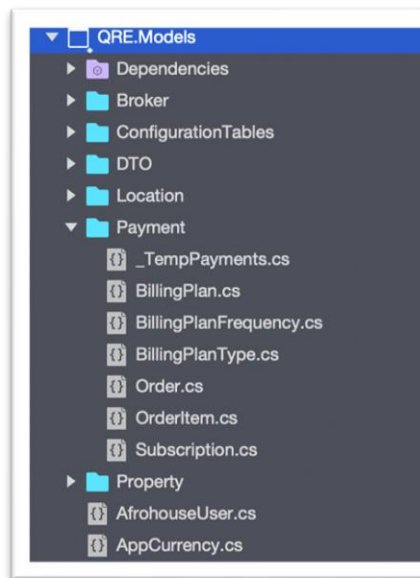 QRE.Models
Dependencies
Broker
ConfigurationTables
DTO
Location
Payment
_TempPayments.cs
BillingPlan.cs
BillingPlanFrequency.cs
BillingPlanType.cs
Order.cs
OrderItem.cs
Subscription.cs
Property
AfrohouseUser.cs
AppCurrency.cs